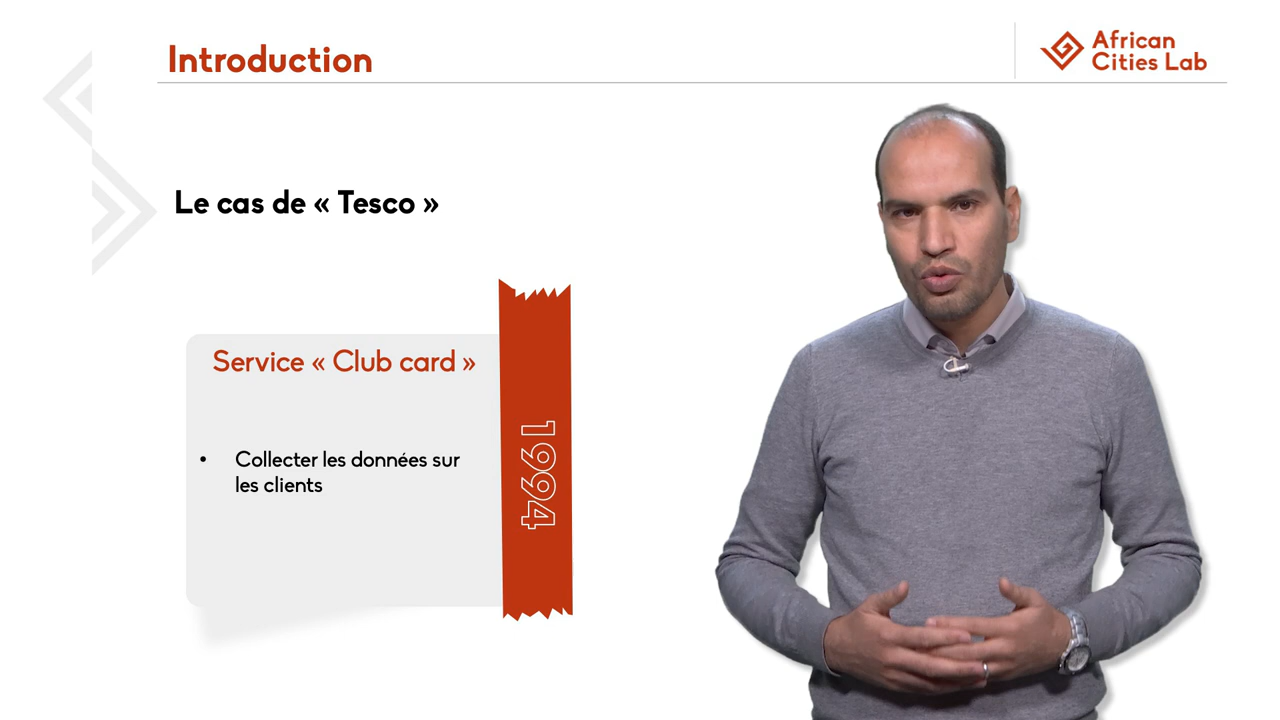 Introduction
African
Cities Lab
Le cas de « Tesco »
Service « Club card »
• Collecter les données sur
les clients
1994